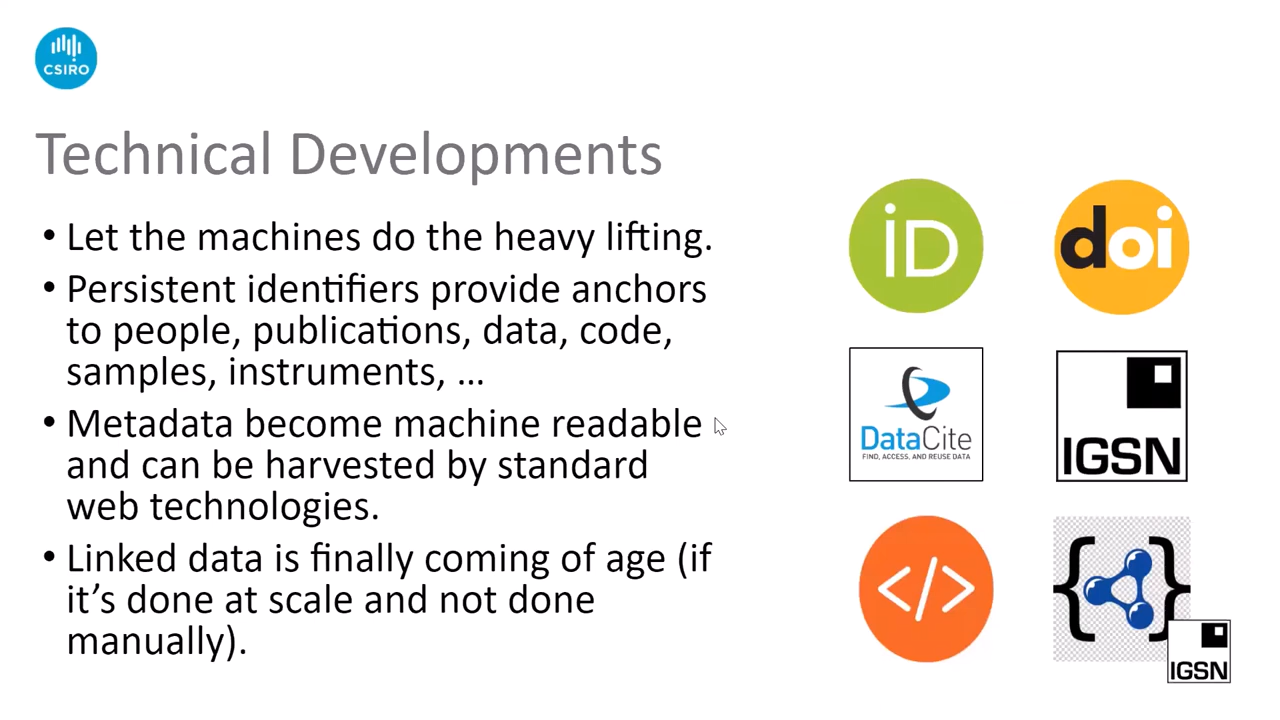 CSIRO
Technical Developments
• Let the machines do the heavy lifting.
• Persistent identifiers provide anchors
to people, publications, data, code,
samples, instruments, ...
• Metadata become machine readable
and can be harvested by standard
web technologies.
• Linked data is finally coming of age (if
it's done at scale and not done
manually).
iD
doi
DataCite
FIND, ACCESS, AND REUSE DATA
IGSN
</>
{ }
IGSN